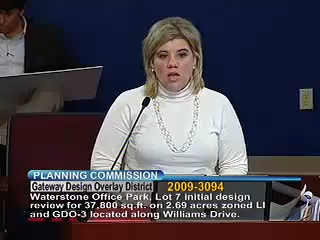 PLANNING COMMISSION
Gateway Design Overlay District 2009-3094
Waterstone Office Park, Lot 7 initial design
review for 37,800 sq.ft. on 2.69 acres zoned LI
and GDO-3 located along Williams Drive.